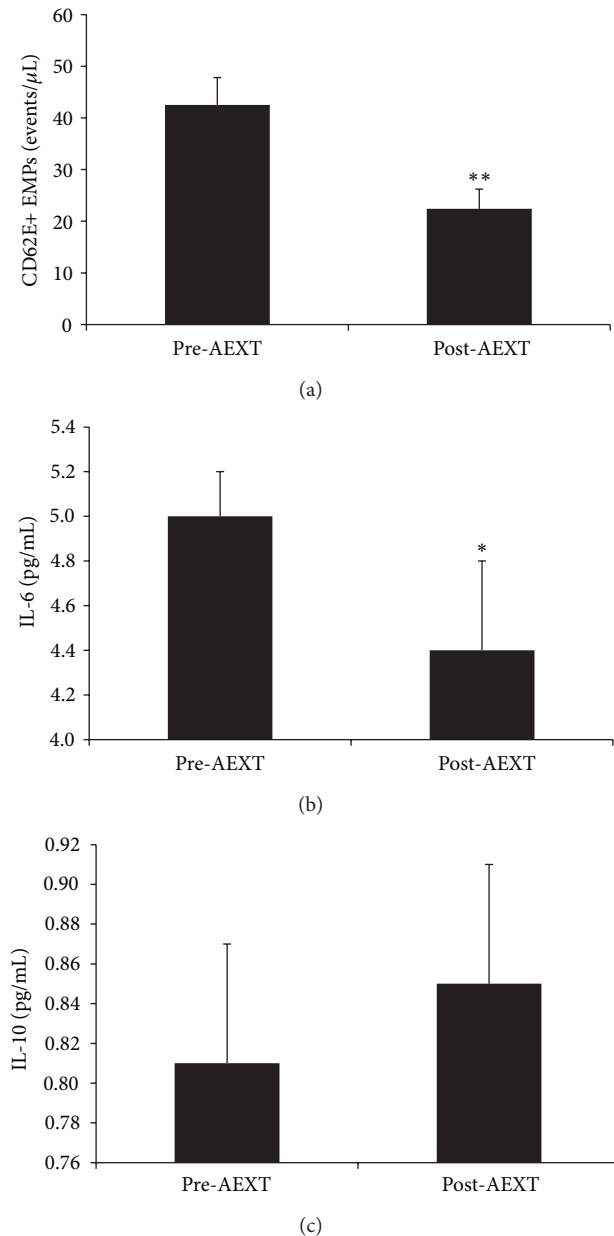 60
50
40
30
20
10
0
CD62E+ EMPs (events/μL)
**
Pre-AEXT Post-AEXT
(a)
5.4
5.2
5.0
4.8
4.6
4.4
4.2
4.0
IL-6 (pg/mL)
*
Pre-AEXT Post-AEXT
(b)
0.92
0.90
0.88
0.86
0.84
0.82
0.80
0.78
0.76
IL-10 (pg/mL)
Pre-AEXT Post-AEXT
(c)